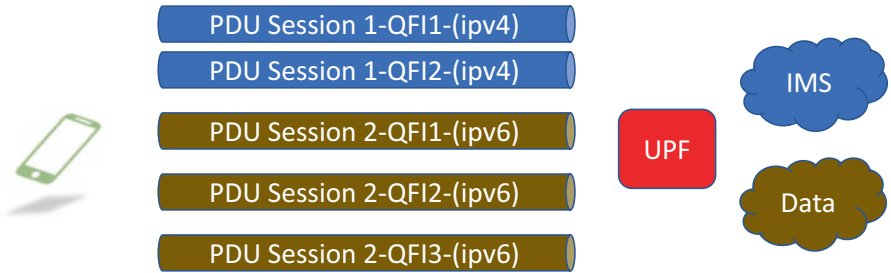 PDU Session 1-QFI1-(ipv4)
PDU Session 1-QFI2-(ipv4)
PDU Session 2-QFI1-(ipv6)
PDU Session 2-QFI2-(ipv6)
PDU Session 2-QFI3-(ipv6)
UPF
IMS
Data